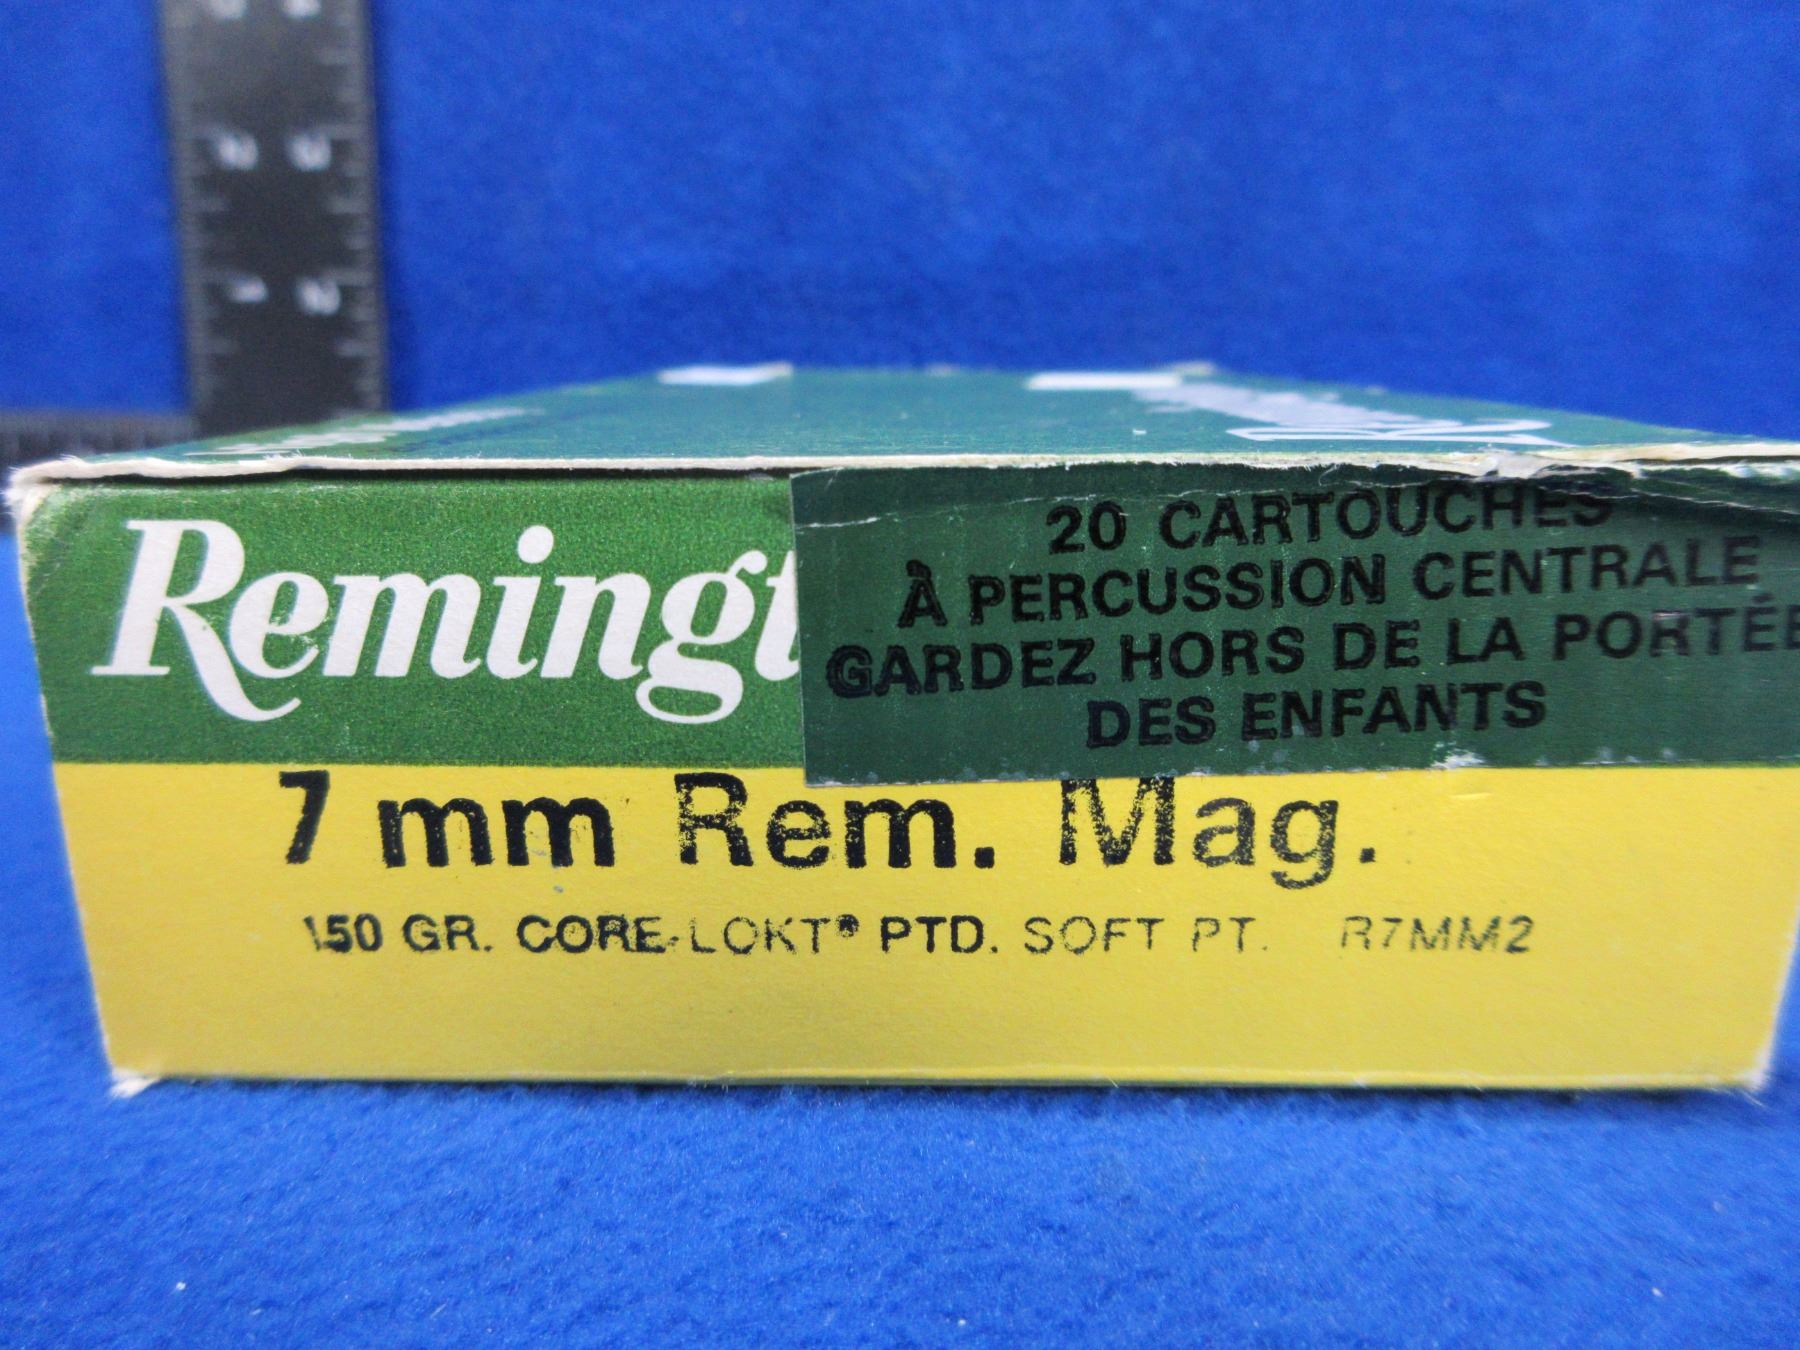 Remingt
20 CARTOUCHES
À PERCUSSION CENTRALE
GARDEZ HORS DE LA PORTÉE
DES ENFANTS
7 mm Rem. Mag.
150 GR. CORE-LOKT® PTD. SOFT PT. R7MM2